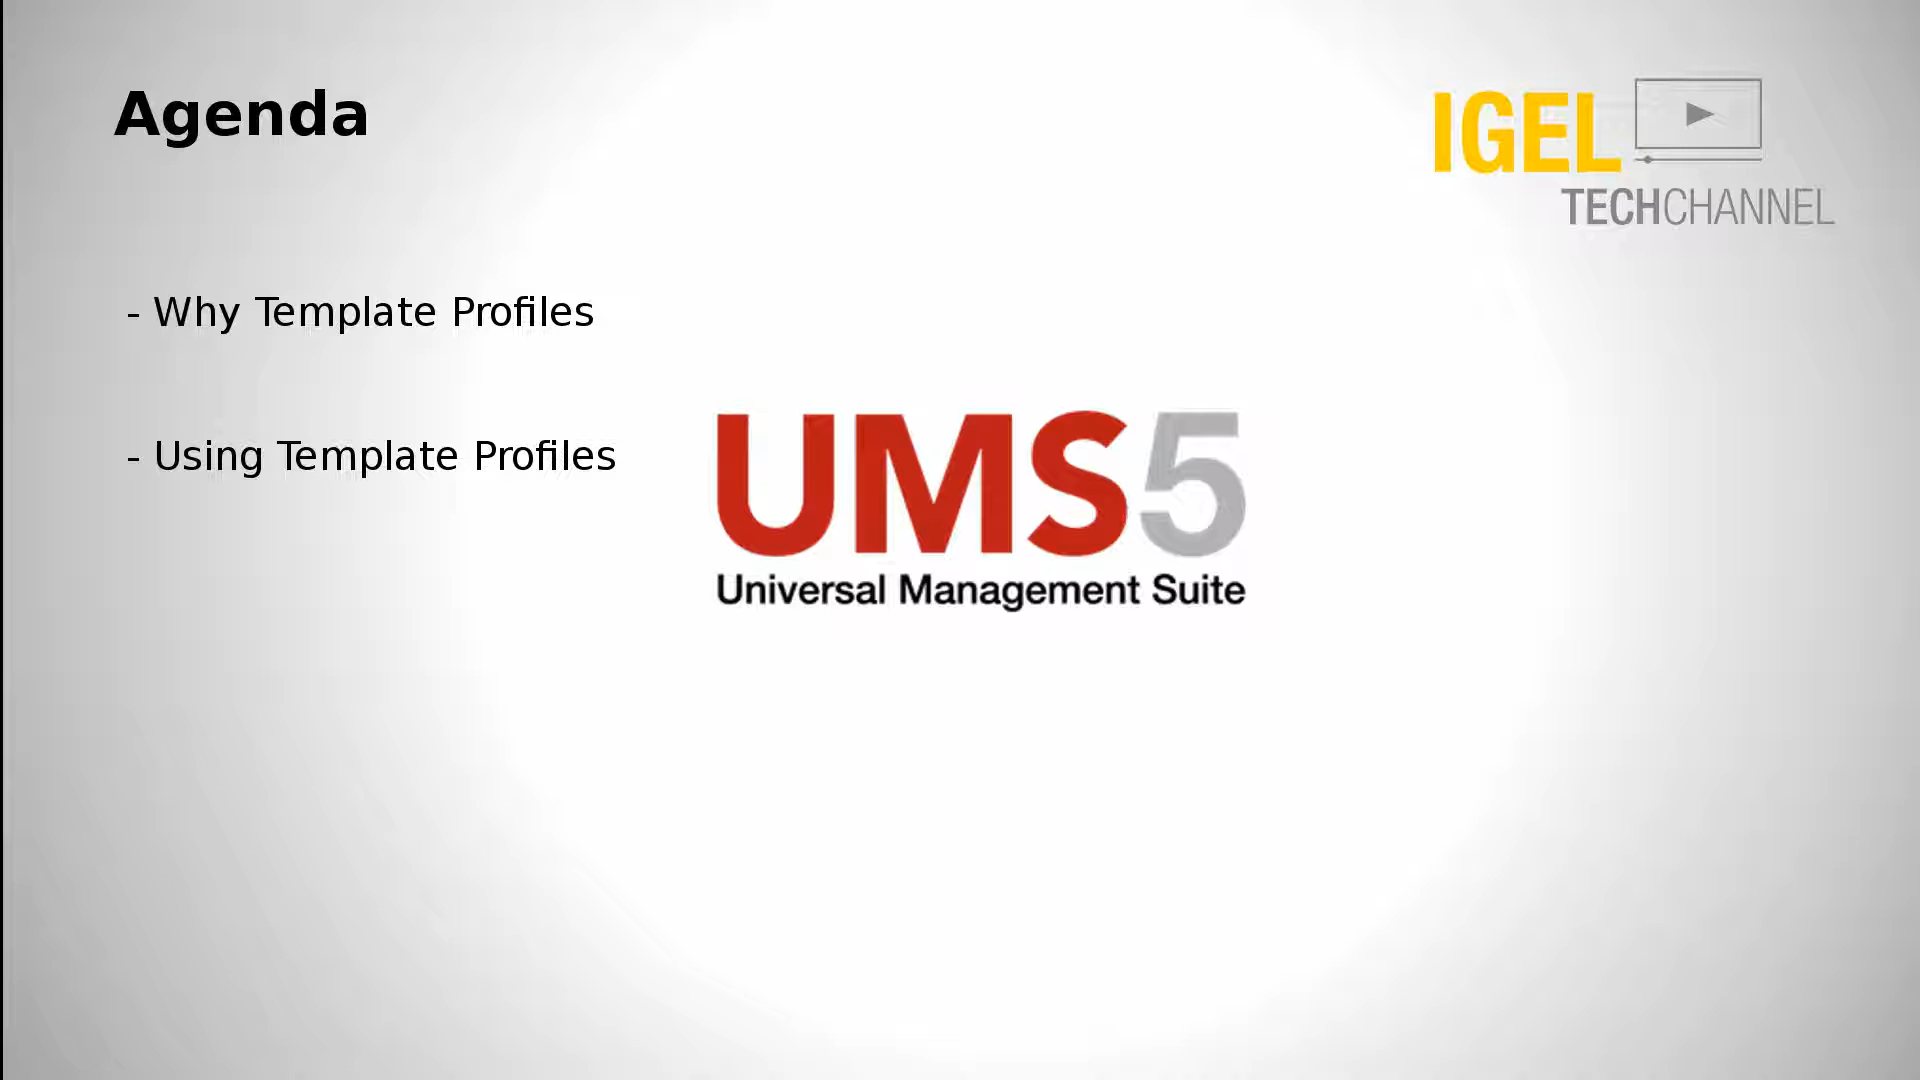 Agenda
IGEL
TECHCHANNEL
- Why Template Profiles
- Using Template Profiles
UMS5
Universal Management Suite